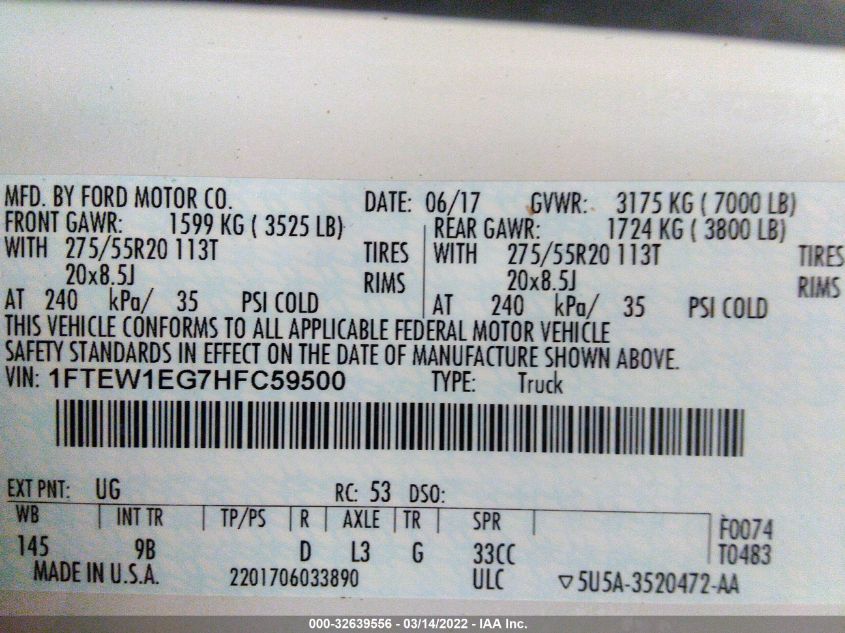 MFD. BY FORD MOTOR CO. DATE: 06/17 GVWR: 3175 KG ( 7000 LB)
FRONT GAWR: 1599 KG ( 3525 LB) REAR GAWR: 1724 KG ( 3800 LB)
WITH 275/55R20 113T TIRES WITH 275/55R20 113T TIRES
20x8.5J RIMS 20x8.5J RIMS
AT 240 kPa/ 35 PSI COLD AT 240 kPa/ 35 PSI COLD
THIS VEHICLE CONFORMS TO ALL APPLICABLE FEDERAL MOTOR VEHICLE
SAFETY STANDARDS IN EFFECT ON THE DATE OF MANUFACTURE SHOWN ABOVE.
VIN: 1FTEW1EG7HFC59500 TYPE: Truck
EXT PNT: UG RC: 53 DSO:
WB INT TR TP/PS R AXLE TR SPR F0074
145 9B D L3 G 33CC T0483
MADE IN U.S.A. 2201706033890 ULC ▽5U5A-3520472-AA
000-32639556 - 03/14/2022 - IAA Inc.